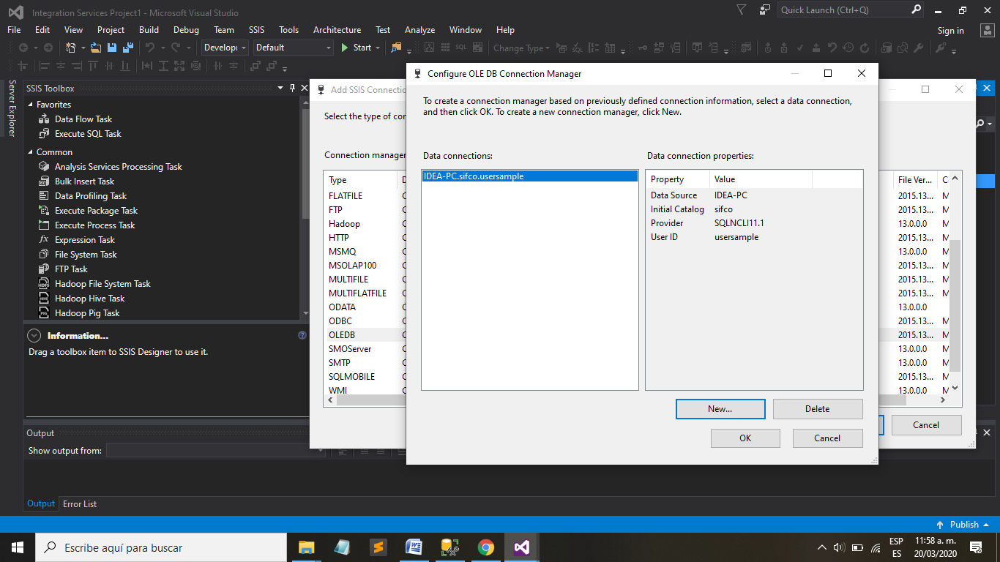 Integration Services Project1 - Microsoft Visual Studio
Quick Launch (Ctrl+Q)
File Edit View Project Build Debug Team SSIS Tools Architecture Test Analyze Window Help
Sign in
Develop Default Start Change Type
Server Explorer
SSIS Toolbox
Favorites
Data Flow Task
Execute SQL Task
Common
Analysis Services Processing Task
Bulk Insert Task
Data Profiling Task
Execute Package Task
Execute Process Task
Expression Task
File System Task
FTP Task
Hadoop File System Task
Hadoop Hive Task
Hadoop Pig Task
Information...
Drag a toolbox item to SSIS Designer to use it.
Output
Show output from:
Output Error List
Add SSIS Connectio
Select the type of con
Connection manager
Type D File Ver... C
FLATFILE C 2015.13... M
FTP C 2015.13... M
Hadoop C 13.0.0.0 M
HTTP C 2015.13... M
MSMQ C 13.0.0.0 M
MSOLAP100 C 2015.13... M
MULTIFILE C 2015.13... M
MULTIFLATFILE C 2015.13... M
ODATA C 13.0.0.0
ODBC C 2015.13... M
OLEDB C 2015.13... M
SMOServer C 13.0.0.0 M
SMTP C 13.0.0.0 M
SQLMOBILE C 2015.13... M
WMI C 13.0.0.0 M
Cancel
Configure OLE DB Connection Manager
To create a connection manager based on previously defined connection information, select a data connection,
and then click OK. To create a new connection manager, click New.
Data connections: Data connection properties:
IDEA-PC.sifco.usersample
Property Value
Data Source IDEA-PC
Initial Catalog sifco
Provider SQLNCLI11.1
User ID usersample
New... Delete
OK Cancel
Publish
Escribe aquí para buscar
ESP
ES
11:58 a. m.
20/03/2020